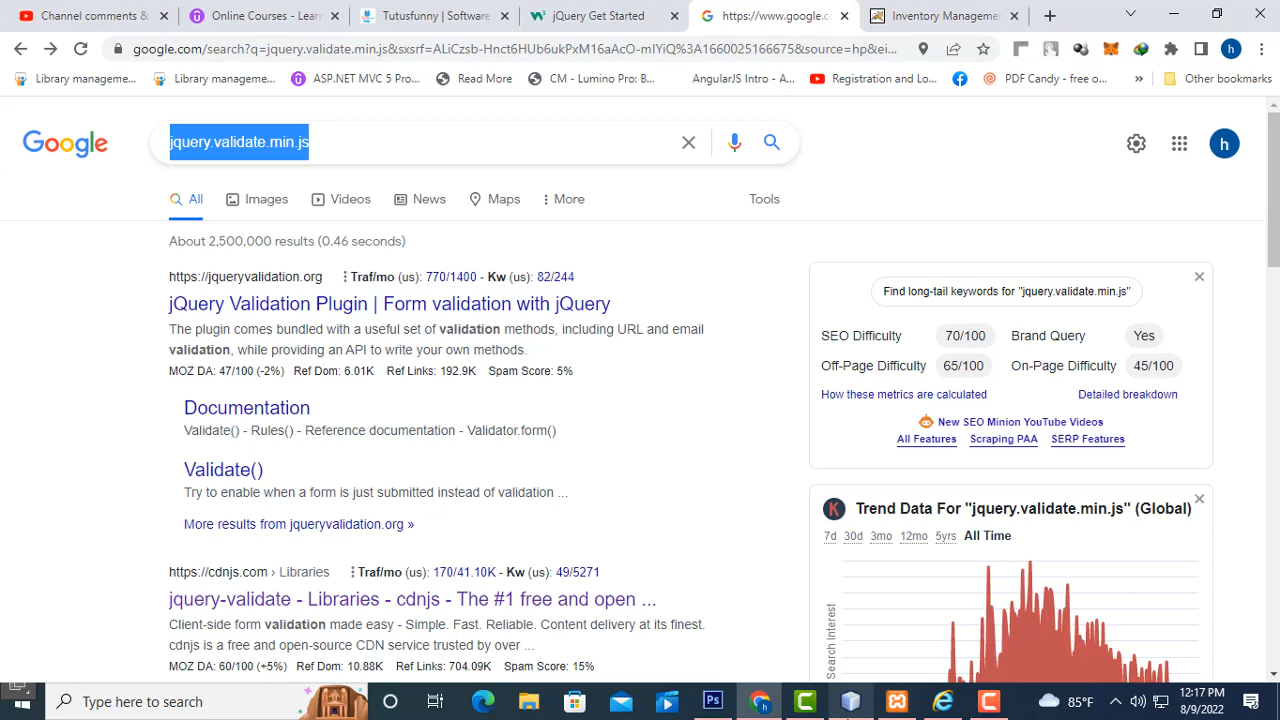 Channel comments &
Online Courses - Lear
Tutusfunny | Software
jQuery Get Started
https://www.google.co
Inventory Manageme
google.com/search?q=jquery.validate.min.js&sxsrf=ALiCzsb-Hnct6HUb6ukPxM16aAcO-mIYiQ%3A1660025166675&source=hp&ei...
h
Library manageme...
Library manageme...
ASP.NET MVC 5 Pro...
Read More
CM - Lumino Pro: B...
AngularJS Intro - A...
Registration and Lo...
PDF Candy - free o...
»
Other bookmarks
Google
jquery.validate.min.js
h
All
Images
Videos
News
Maps
More
Tools
About 2,500,000 results (0.46 seconds)
https://jqueryvalidation.org
Traf/mo (us): 770/1400 - Kw (us): 82/244
jQuery Validation Plugin | Form validation with jQuery
The plugin comes bundled with a useful set of validation methods, including URL and email
validation, while providing an API to write your own methods.
MOZ DA: 47/100 (-2%) Ref Dom: 6.01K Ref Links: 192.9K Spam Score: 5%
Documentation
Validate() - Rules() - Reference documentation - Validator.form()
Validate()
Try to enable when a form is just submitted instead of validation ...
More results from jqueryvalidation.org »
https://cdnjs.com › Libraries
Traf/mo (us): 170/41.10K - Kw (us): 49/5271
jquery-validate - Libraries - cdnjs - The #1 free and open ...
Client-side form validation made easy - Simple. Fast. Reliable. Content delivery at its finest.
cdnjs is a free and open-source CDN service trusted by over ...
MOZ DA: 60/100 (+5%) Ref Dom: 10.88K Ref Links: 704.09K Spam Score: 15%
Find long-tail keywords for "jquery.validate.min.js"
SEO Difficulty 70/100 Brand Query Yes
Off-Page Difficulty 65/100 On-Page Difficulty 45/100
How these metrics are calculated
Detailed breakdown
New SEO Minion YouTube Videos
All Features
Scraping PAA
SERP Features
K
Trend Data For "jquery.validate.min.js" (Global)
7d 30d 3mo 12mo 5yrs All Time
Search Interest
Type here to search
Ps
85°F
12:17 PM
8/9/2022